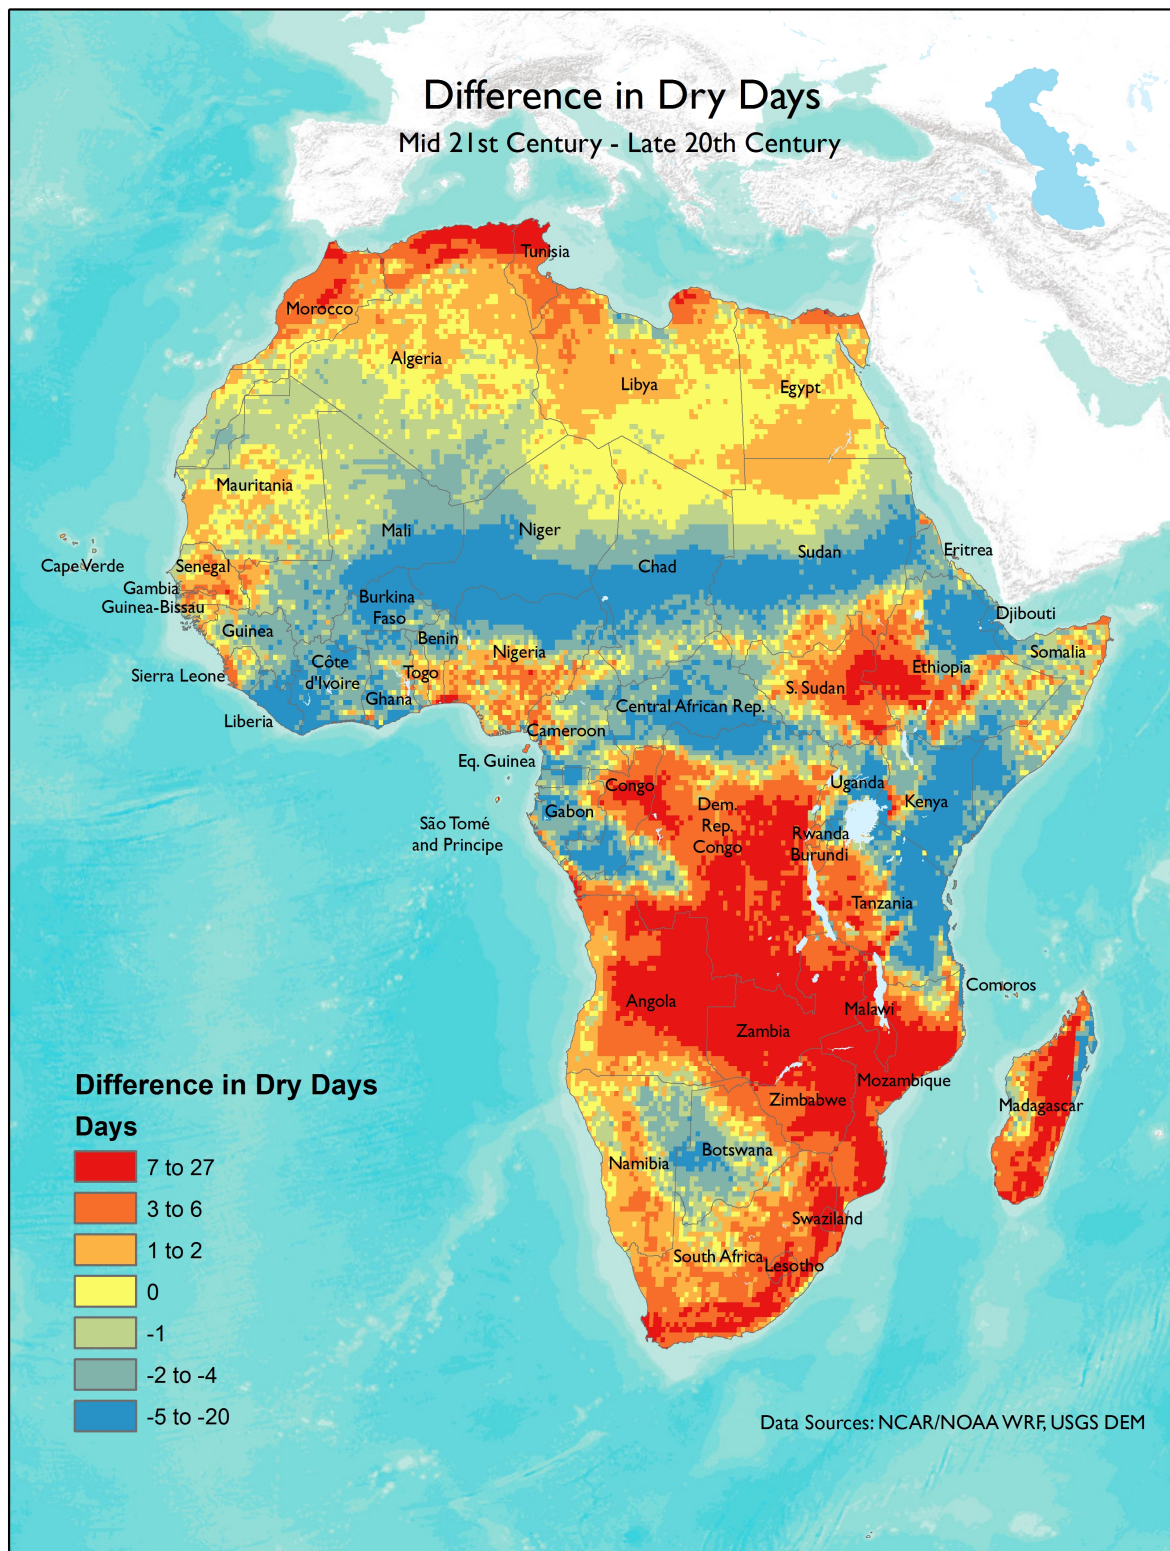 Difference in Dry Days
Mid 21st Century - Late 20th Century
Tunisia
Morocco
Algeria
Libya
Egypt
Mauritania
Mali
Niger
Chad
Sudan
Eritrea
Cape Verde
Senegal
Gambia
Guinea-Bissau
Burkina
Faso
Djibouti
Guinea
Benin
Nigeria
Somalia
Sierra Leone
Côte
d'Ivoire
Togo
Ethiopia
Ghana
S. Sudan
Liberia
Central African Rep.
Cameroon
Eq. Guinea
Uganda
Congo
Kenya
Gabon
Dem.
Rep.
Congo
São Tomé
and Principe
Rwanda
Burundi
Tanzania
Comoros
Angola
Malawi
Zambia
Mozambique
Zimbabwe
Madagascar
Botswana
Namibia
Swaziland
South Africa
Lesotho
Difference in Dry Days
Days
7 to 27
3 to 6
1 to 2
0
-1
-2 to -4
-5 to -20
Data Sources: NCAR/NOAA WRF, USGS DEM